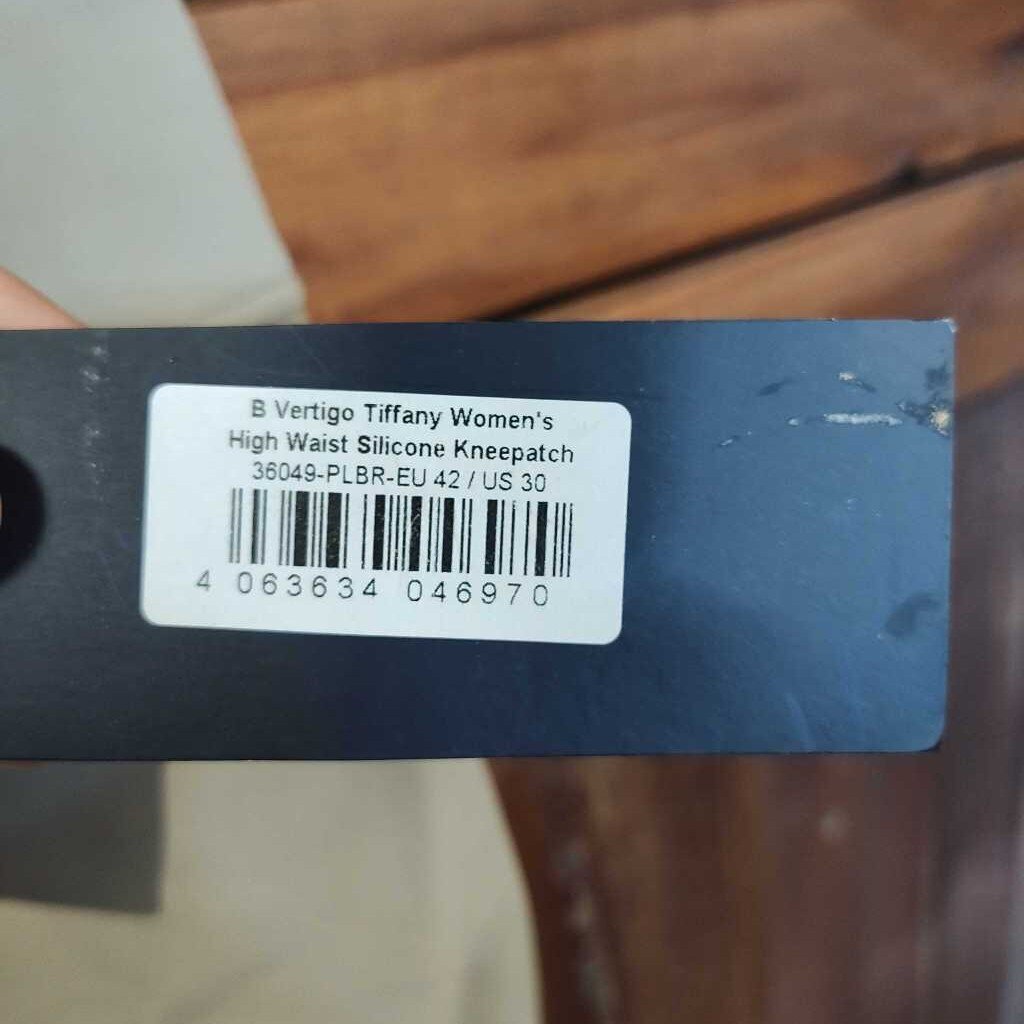 B Vertigo Tiffany Women's
High Waist Silicone Kneepatch
36049-PLBR-EU 42 / US 30
4 063634 046970